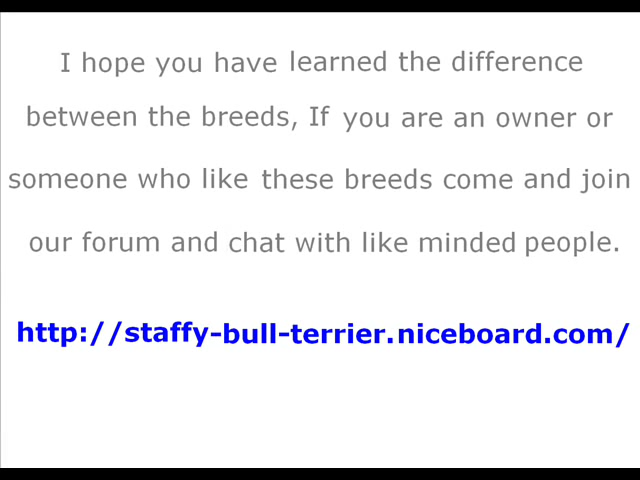 I hope you have learned the difference
between the breeds, If you are an owner or
someone who like these breeds come and join
our forum and chat with like minded people.
http://staffy-bull-terrier.niceboard.com/